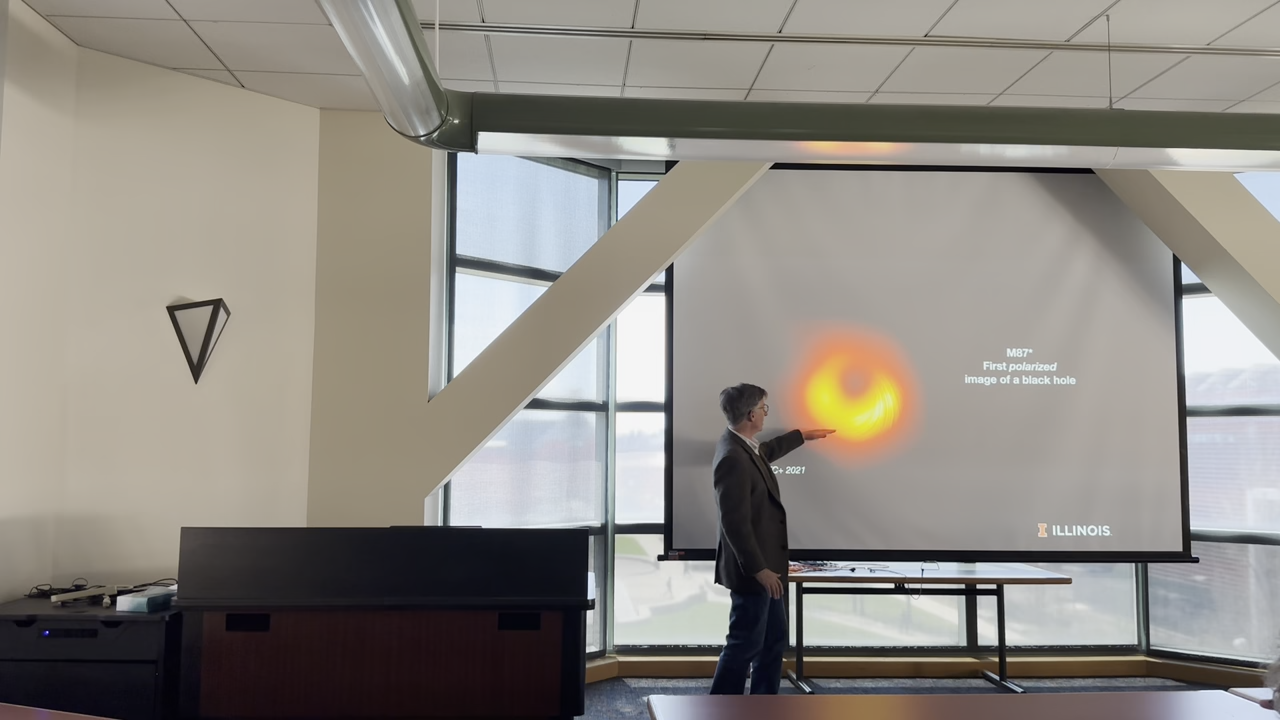 M87*
First polarized
image of a black hole
C+ 2021
ILLINOIS